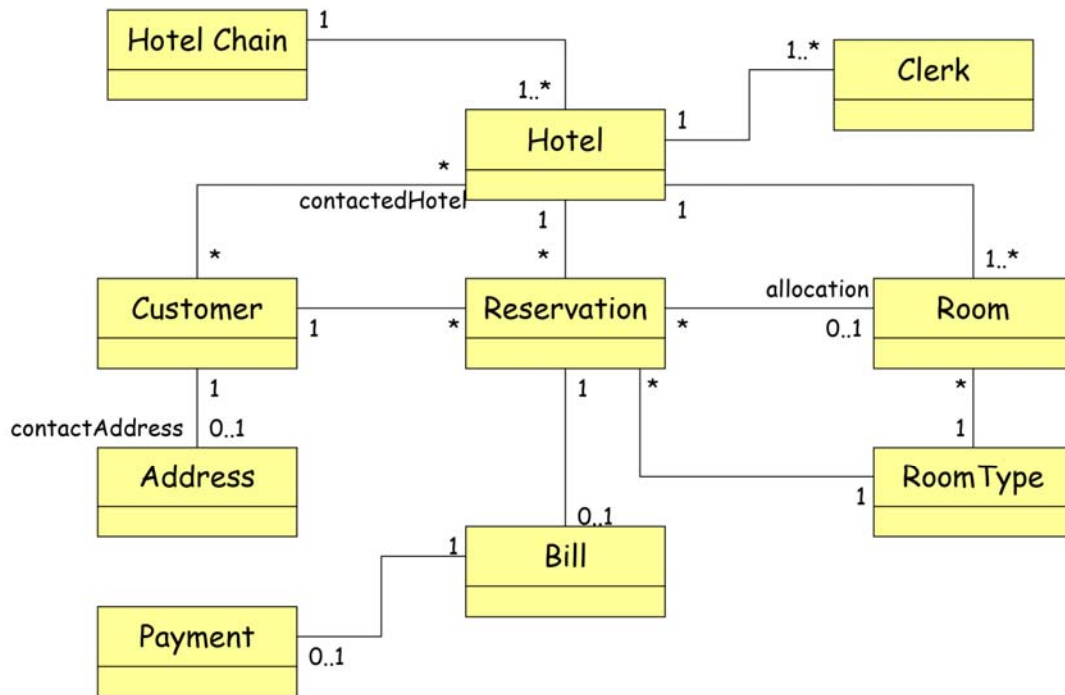 Hotel Chain
1
1..*
Clerk
1..*
Hotel
1
*
contactedHotel
1
1
*
*
1..*
allocation
Customer
Reservation
Room
1
*
*
0..1
1
1
*
*
contactAddress
0..1
1
Address
RoomType
1
0..1
1
Bill
Payment
0..1